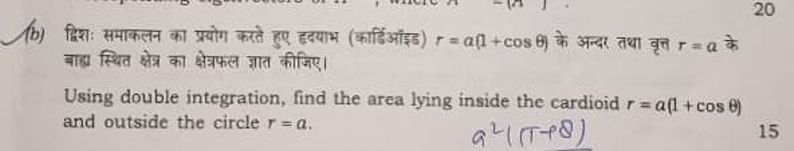 20
(b) द्विशः समाकलन का प्रयोग करते हुए हृदयाभ (कार्डिऑइड) r = a(1 + cos θ) के अन्दर तथा वृत्त r = a के
बाह्य स्थित क्षेत्र का क्षेत्रफल ज्ञात कीजिए।
Using double integration, find the area lying inside the cardioid r = a(1 + cos θ)
and outside the circle r = a.
15
a²(π+8)